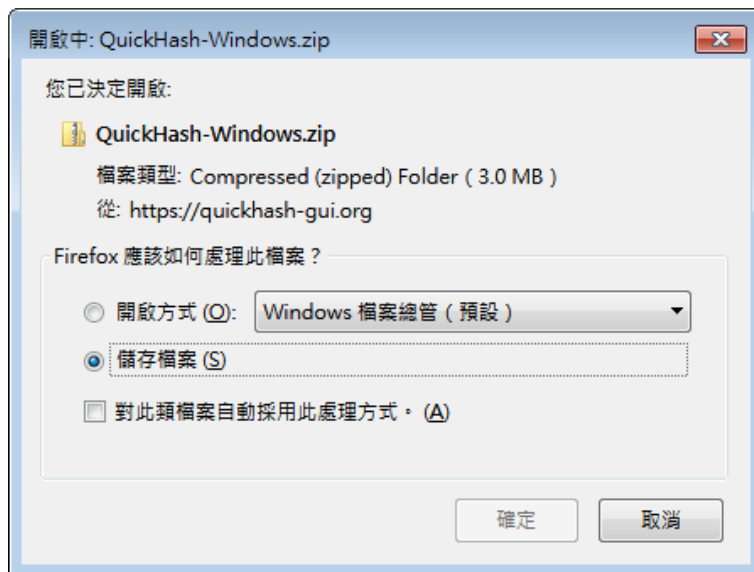 開啟中: QuickHash-Windows.zip
您已決定開啟:
QuickHash-Windows.zip
檔案類型: Compressed (zipped) Folder ( 3.0 MB )
從: https://quickhash-gui.org
Firefox 應該如何處理此檔案？
開啟方式 (O): Windows 檔案總管 ( 預設 )
儲存檔案 (S)
對此類檔案自動採用此處理方式。 (A)
確定 取消